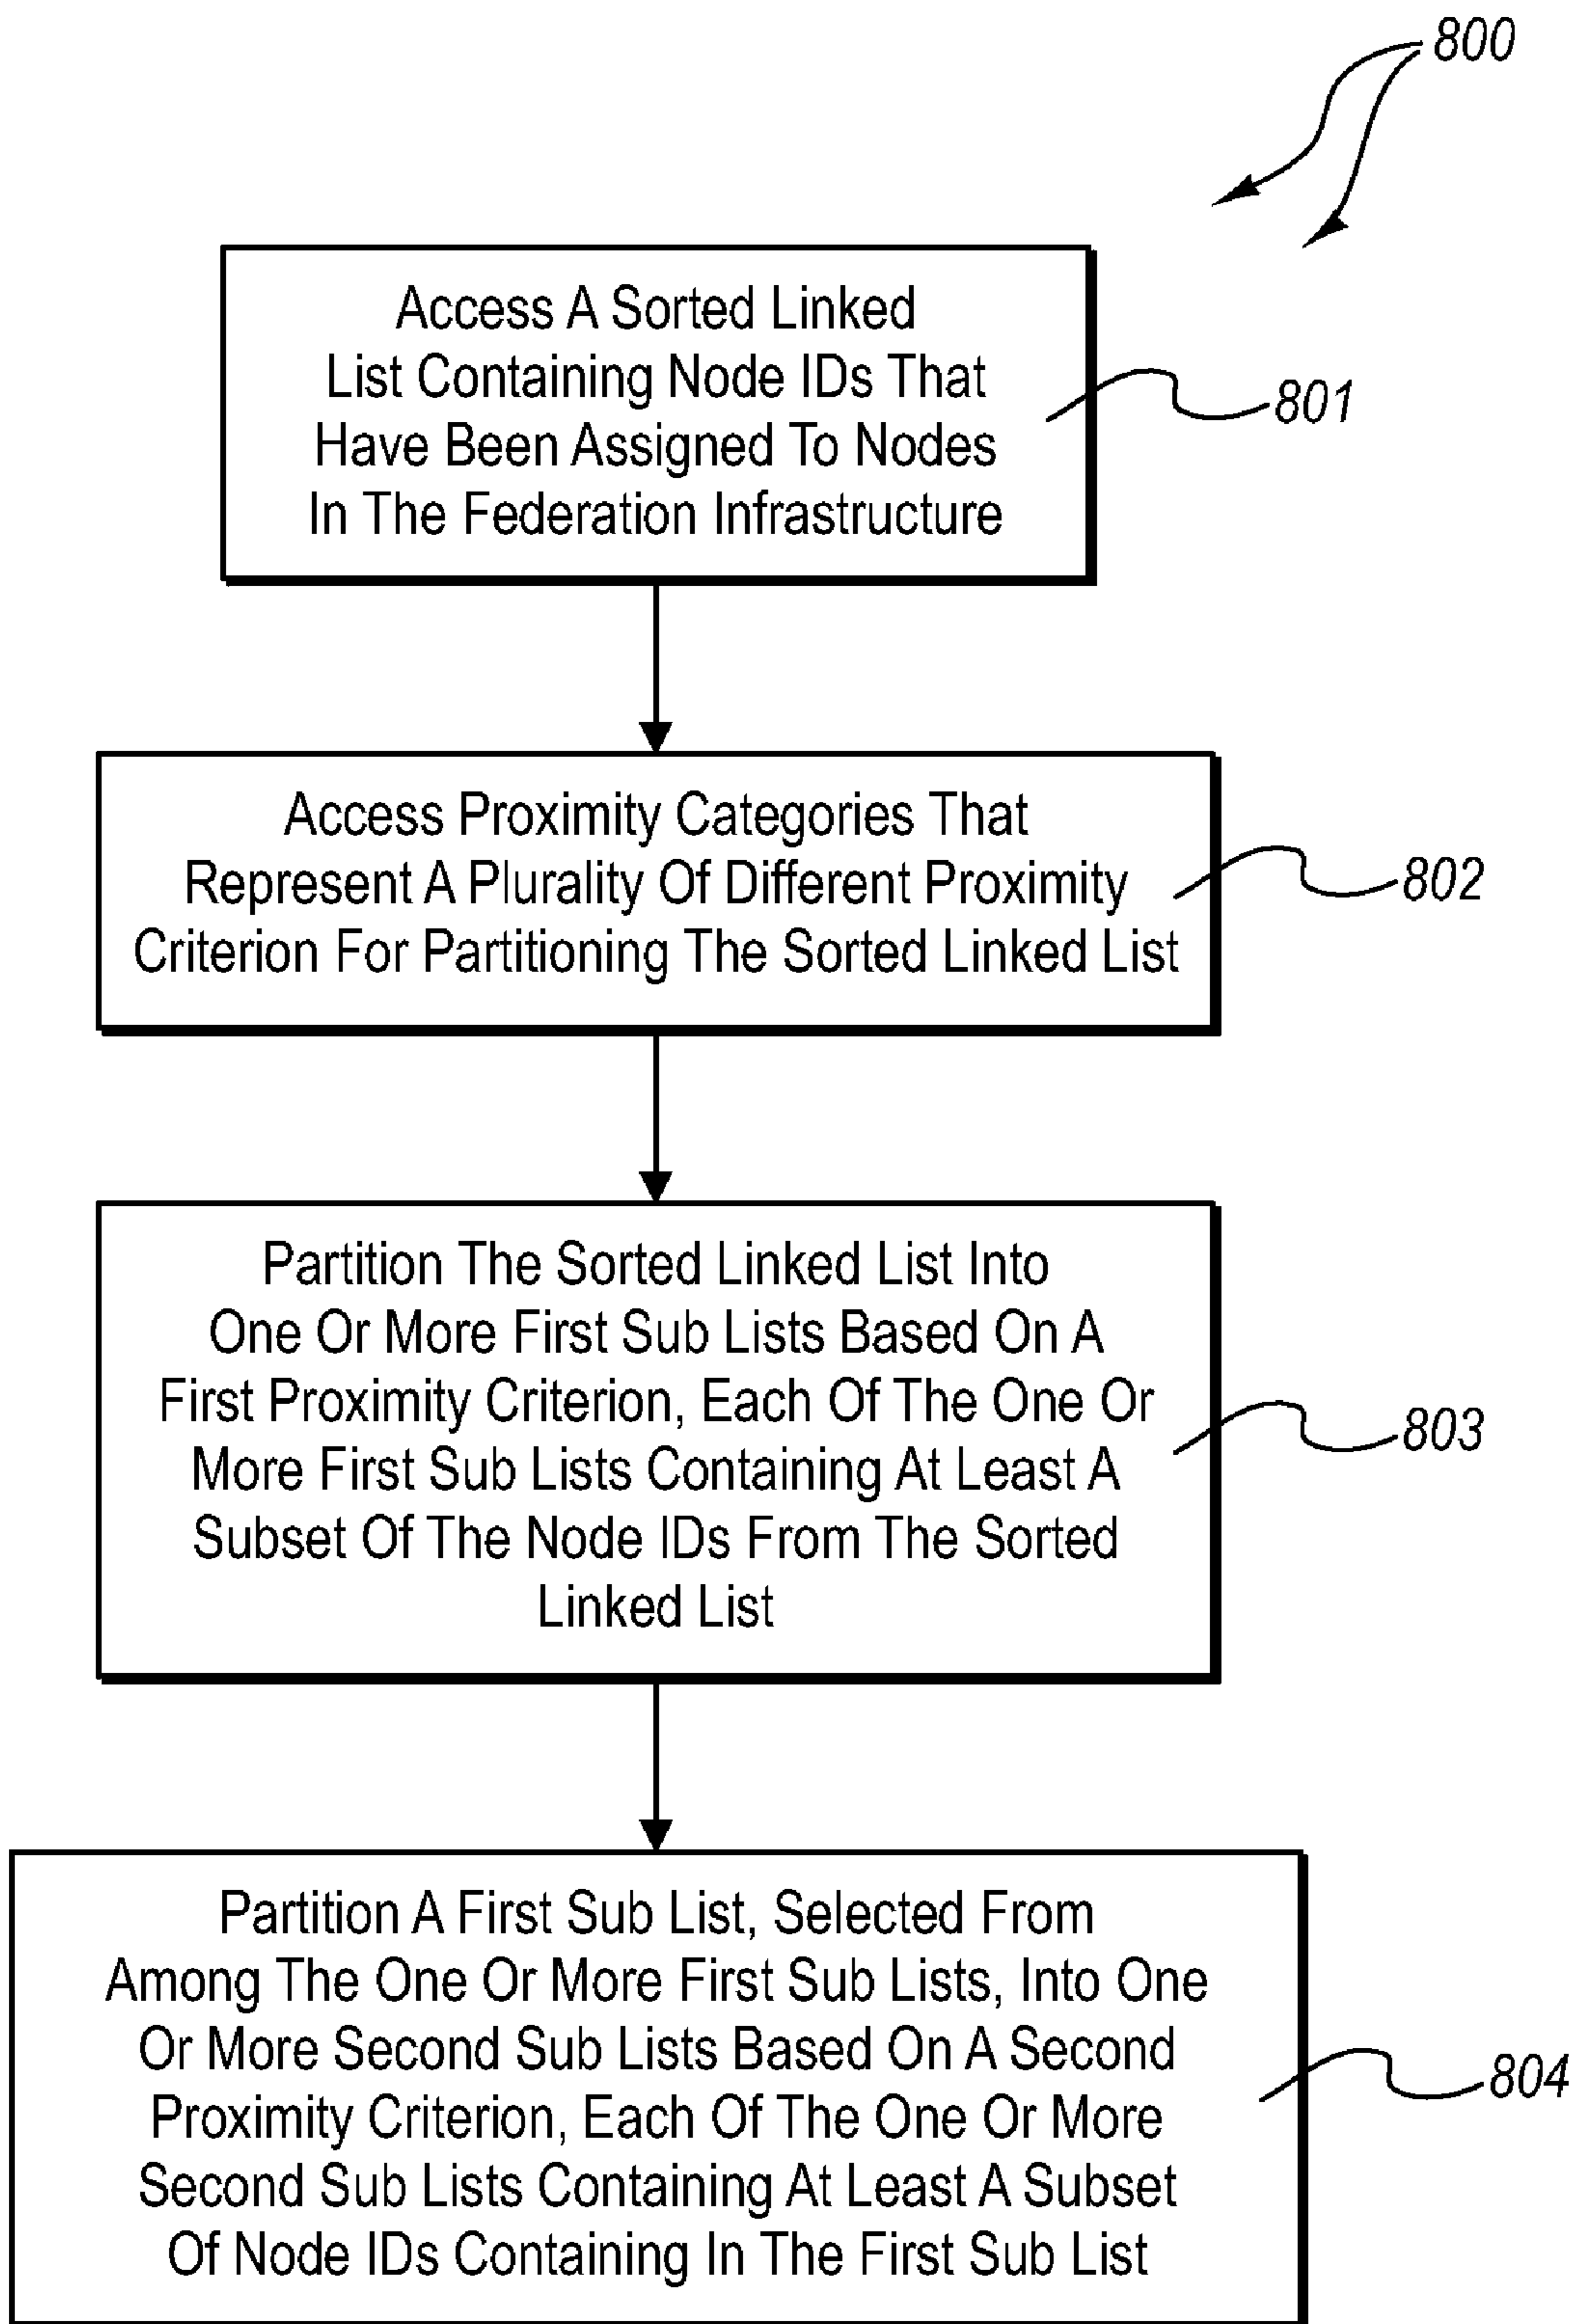 800
Access A Sorted Linked
List Containing Node IDs That
Have Been Assigned To Nodes
In The Federation Infrastructure
801
Access Proximity Categories That
Represent A Plurality Of Different Proximity
Criterion For Partitioning The Sorted Linked List
802
Partition The Sorted Linked List Into
One Or More First Sub Lists Based On A
First Proximity Criterion, Each Of The One Or
More First Sub Lists Containing At Least A
Subset Of The Node IDs From The Sorted
Linked List
803
Partition A First Sub List, Selected From
Among The One Or More First Sub Lists, Into One
Or More Second Sub Lists Based On A Second
Proximity Criterion, Each Of The One Or More
Second Sub Lists Containing At Least A Subset
Of Node IDs Containing In The First Sub List
804